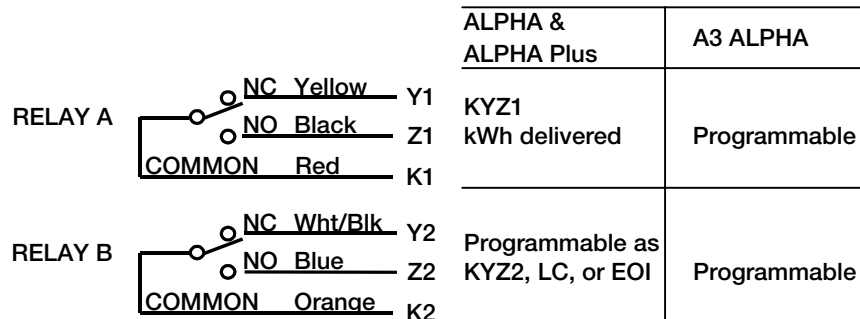 ALPHA &
ALPHA Plus
A3 ALPHA
RELAY A
NC Yellow Y1
NO Black Z1
COMMON Red K1
KYZ1
kWh delivered
Programmable
RELAY B
NC Wht/Blk Y2
NO Blue Z2
COMMON Orange K2
Programmable as
KYZ2, LC, or EOI
Programmable